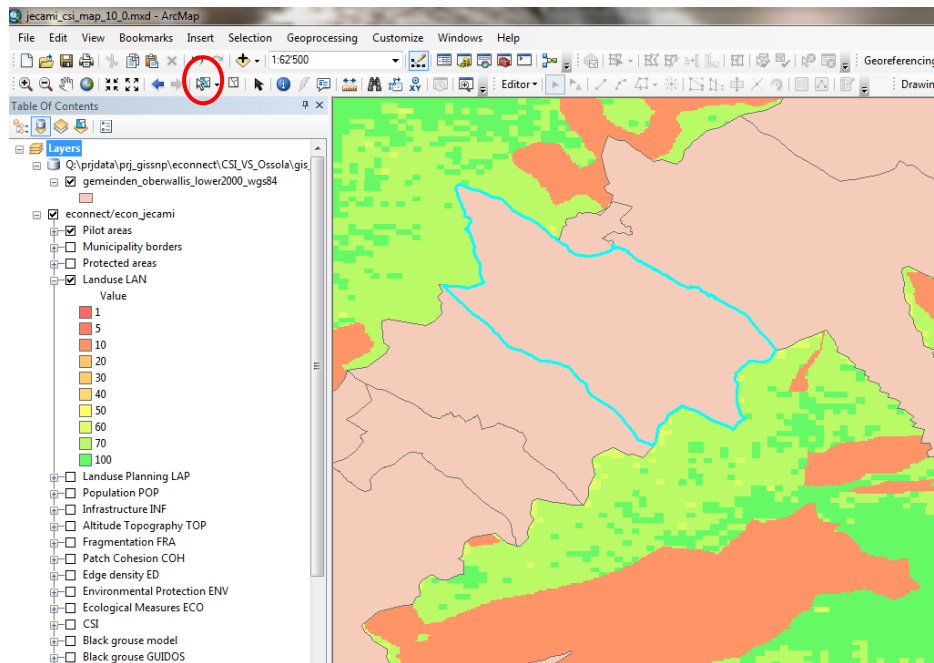 jecami_csi_map_10_0.mxd - ArcMap
File Edit View Bookmarks Insert Selection Geoprocessing Customize Windows Help
1:62'500
Georeferencing
Editor
Drawin
Table Of Contents
Layers
Q:\prjdata\prj_gissnp\econnect\CSI_VS_Ossola\gis_
gemeinden_oberwallis_lower2000_wgs84
econnect/econ_jecami
Pilot areas
Municipality borders
Protected areas
Landuse LAN
Value
1
5
10
20
30
40
50
60
70
100
Landuse Planning LAP
Population POP
Infrastructure INF
Altitude Topography TOP
Fragmentation FRA
Patch Cohesion COH
Edge density ED
Environmental Protection ENV
Ecological Measures ECO
CSI
Black grouse model
Black grouse GUIDOS